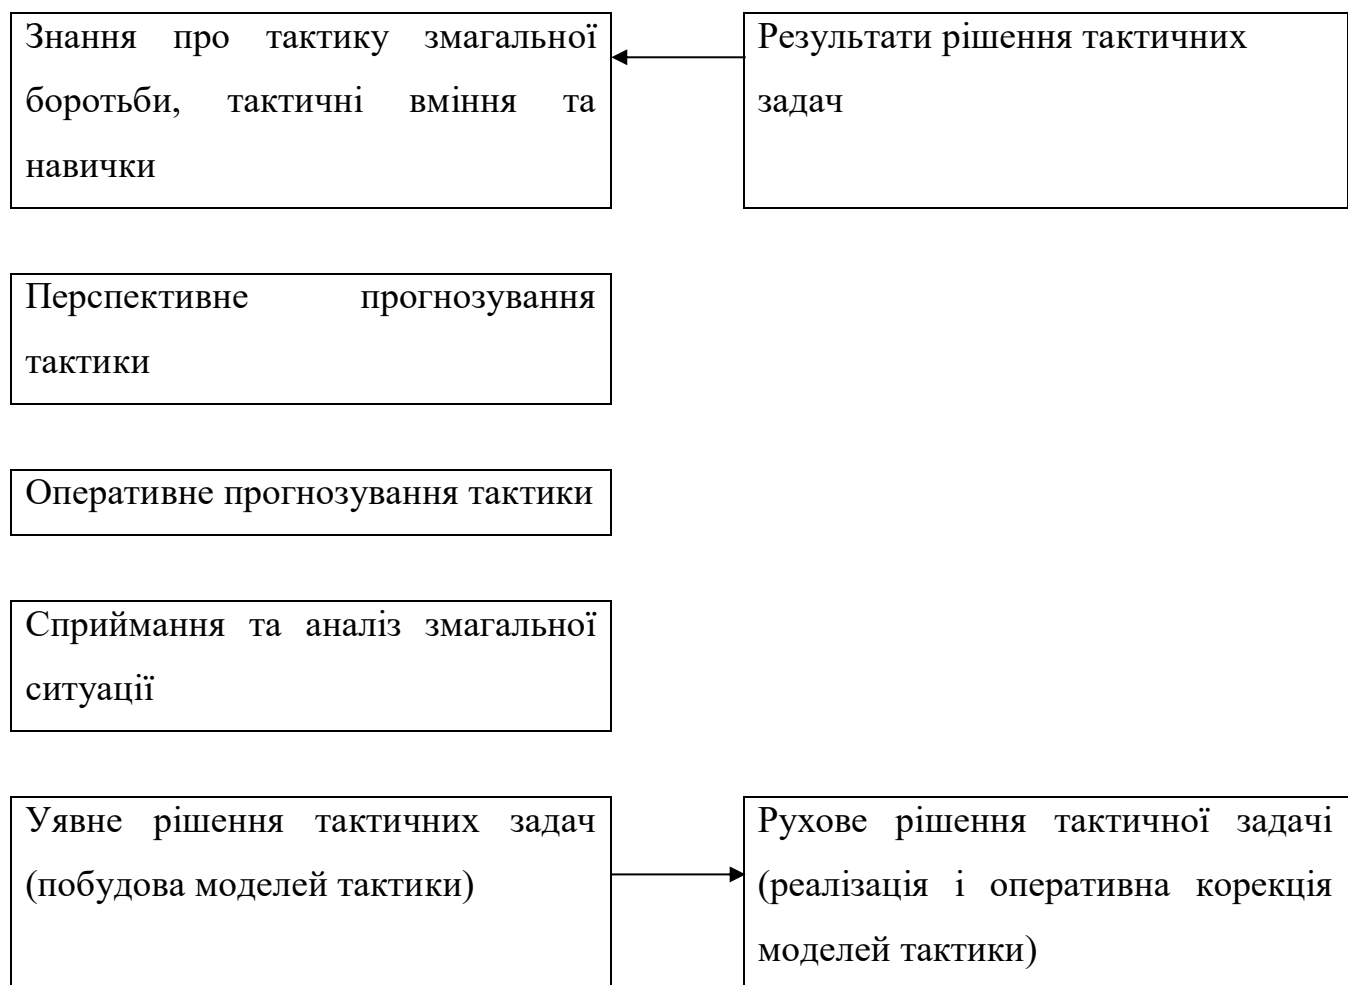 Знання про тактику змагальної
боротьби, тактичні вміння та
навички
Результати рішення тактичних
задач
Перспективне прогнозування
тактики
Оперативне прогнозування тактики
Сприймання та аналіз змагальної
ситуації
Уявне рішення тактичних задач
(побудова моделей тактики)
Рухове рішення тактичної задачі
(реалізація і оперативна корекція
моделей тактики)